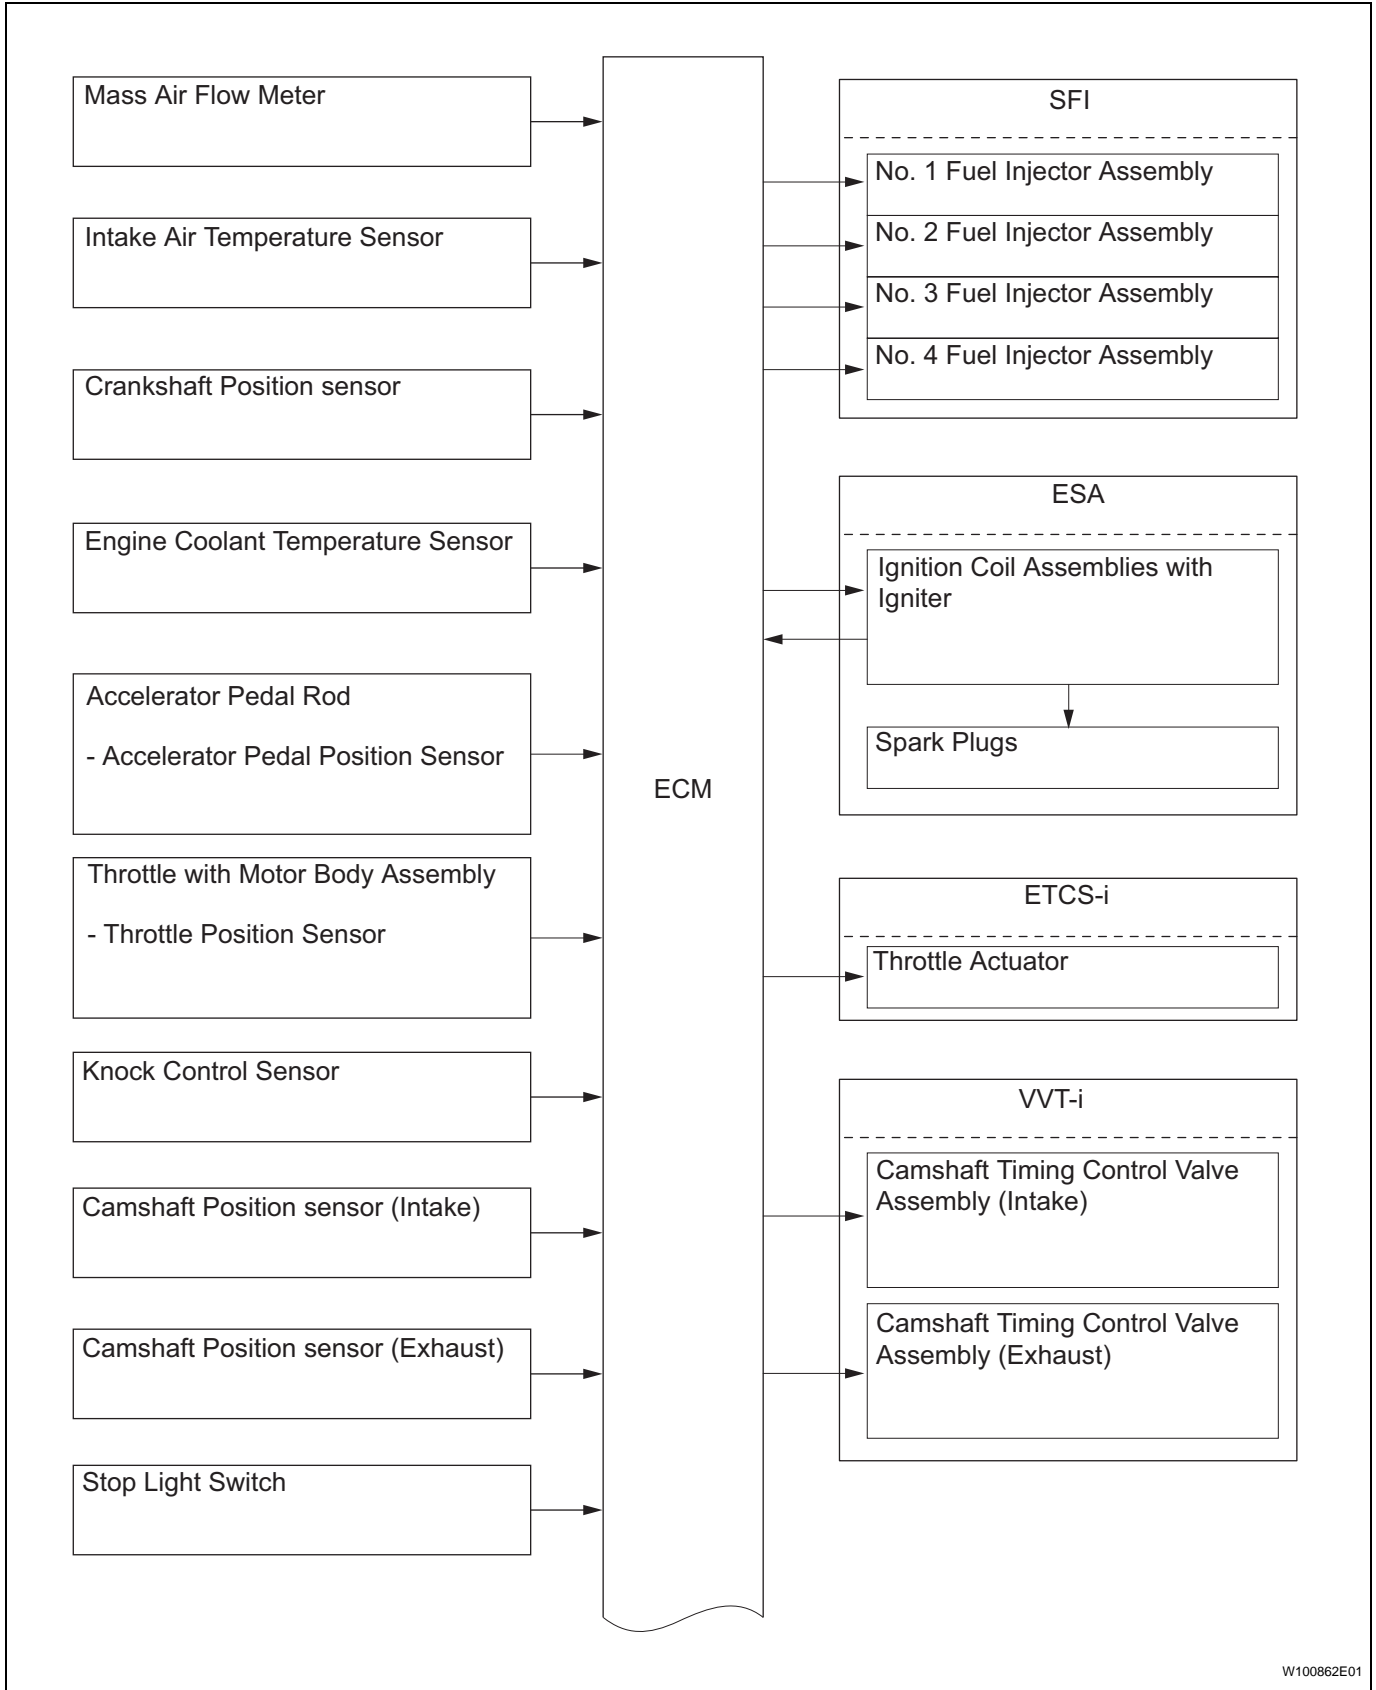 Mass Air Flow Meter
Intake Air Temperature Sensor
Crankshaft Position sensor
Engine Coolant Temperature Sensor
Accelerator Pedal Rod
- Accelerator Pedal Position Sensor
Throttle with Motor Body Assembly
- Throttle Position Sensor
Knock Control Sensor
Camshaft Position sensor (Intake)
Camshaft Position sensor (Exhaust)
Stop Light Switch
ECM
SFI
No. 1 Fuel Injector Assembly
No. 2 Fuel Injector Assembly
No. 3 Fuel Injector Assembly
No. 4 Fuel Injector Assembly
ESA
Ignition Coil Assemblies with
Igniter
Spark Plugs
ETCS-i
Throttle Actuator
VVT-i
Camshaft Timing Control Valve
Assembly (Intake)
Camshaft Timing Control Valve
Assembly (Exhaust)
W100862E01